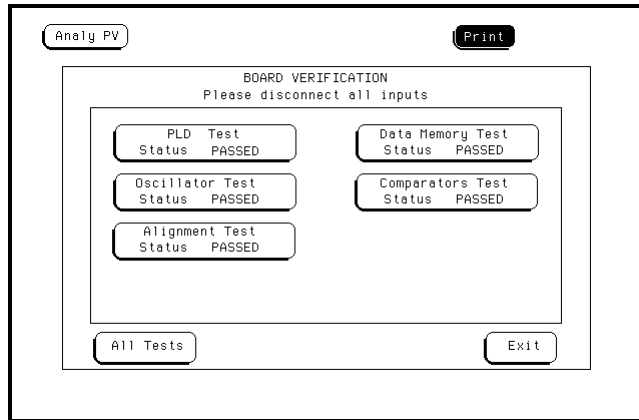 Analy PV
Print
BOARD VERIFICATION
Please disconnect all inputs
PLD Test
Status PASSED
Data Memory Test
Status PASSED
Oscillator Test
Status PASSED
Comparators Test
Status PASSED
Alignment Test
Status PASSED
All Tests
Exit